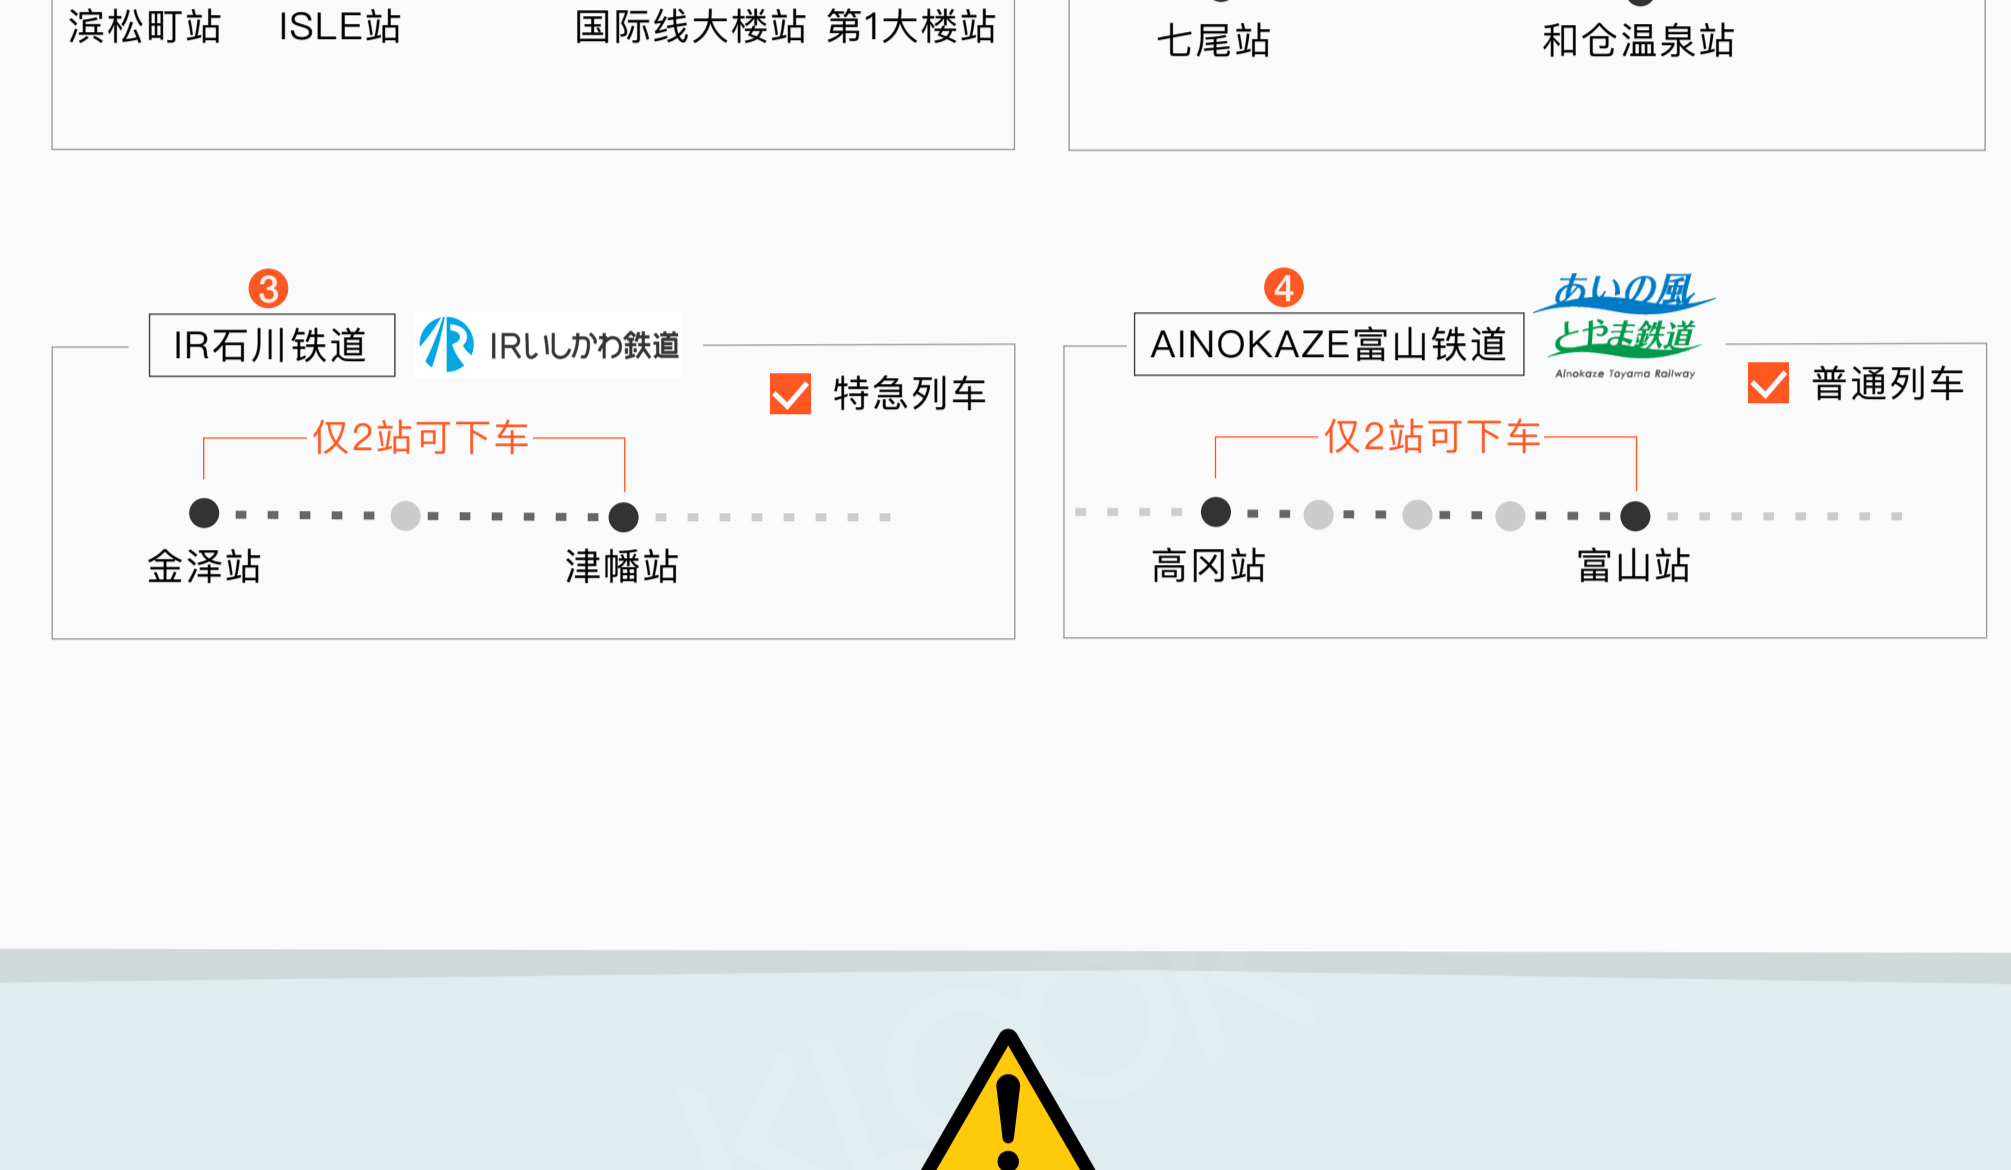 滨松町站 ISLE站 国际线大楼站 第1大楼站
七尾站 和仓温泉站
3
IR石川铁道 IRいしかわ鉄道
特急列车
仅2站可下车
金泽站 津幡站
4
AINOKAZE富山铁道
あいの風
とやま鉄道
Ainokaze Toyama Railway
普通列车
仅2站可下车
高冈站 富山站
KLOOK